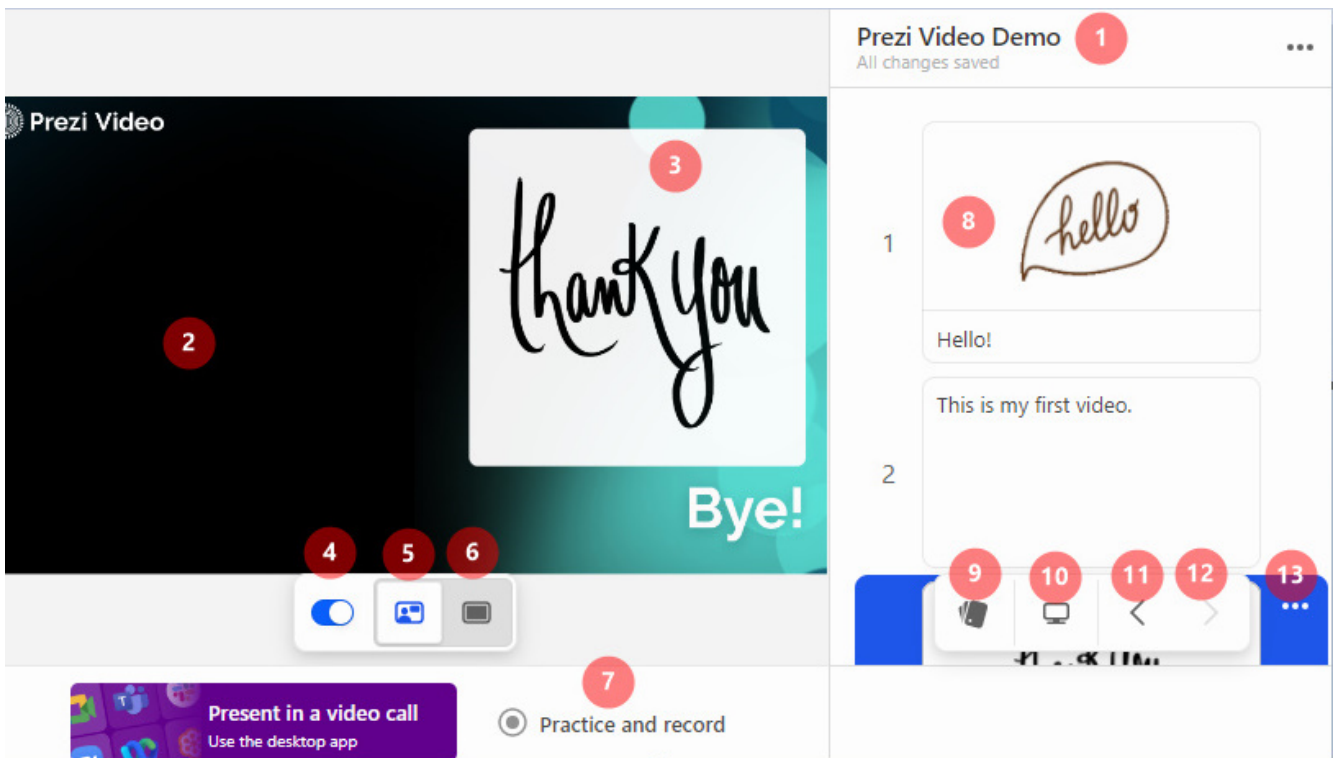 Prezi Video Demo 1
All changes saved
Prezi Video
3
thank you
2
Bye!
4 5 6
8
hello
1
Hello!
This is my first video.
2
9 10 11 12 13
7
Present in a video call
Use the desktop app
Practice and record